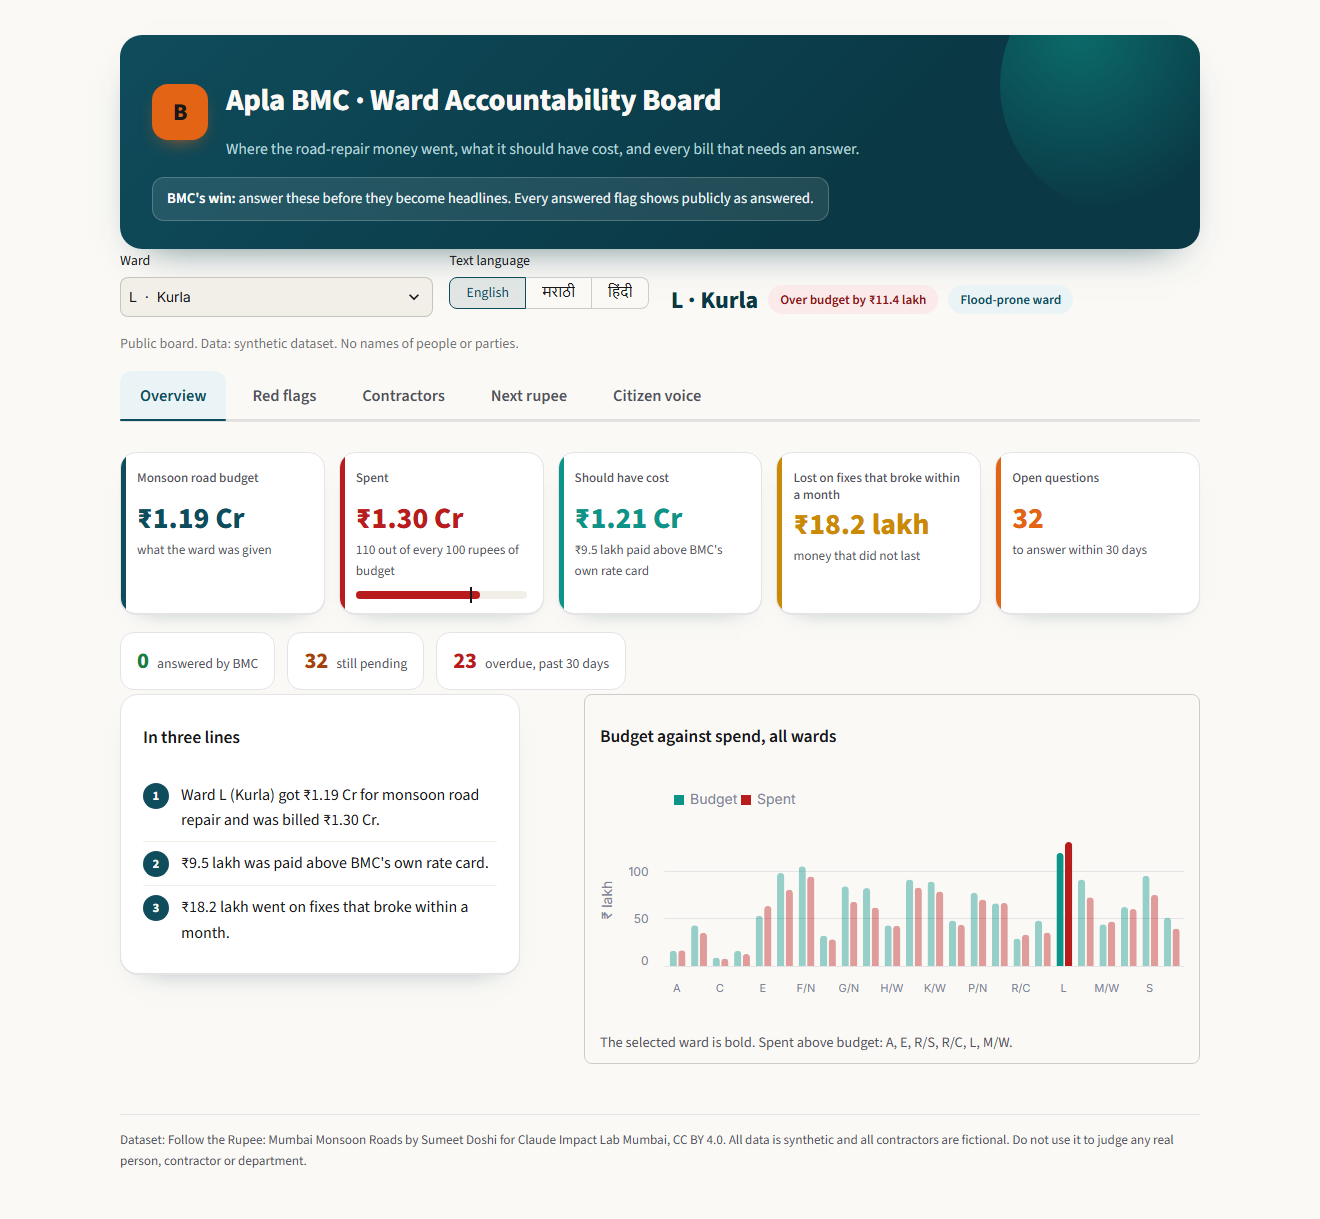 B
Apla BMC · Ward Accountability Board
Where the road-repair money went, what it should have cost, and every bill that needs an answer.
BMC's win: answer these before they become headlines. Every answered flag shows publicly as answered.
Ward
Text language
L · Kurla
English
मराठी
हिंदी
L · Kurla
Over budget by ₹11.4 lakh
Flood-prone ward
Public board. Data: synthetic dataset. No names of people or parties.
Overview
Red flags
Contractors
Next rupee
Citizen voice
Monsoon road budget
₹1.19 Cr
what the ward was given
Spent
₹1.30 Cr
110 out of every 100 rupees of
budget
Should have cost
₹1.21 Cr
₹9.5 lakh paid above BMC's
own rate card
Lost on fixes that broke within
a month
₹18.2 lakh
money that did not last
Open questions
32
to answer within 30 days
0 answered by BMC
32 still pending
23 overdue, past 30 days
In three lines
1 Ward L (Kurla) got ₹1.19 Cr for monsoon road
repair and was billed ₹1.30 Cr.
2 ₹9.5 lakh was paid above BMC's own rate card.
3 ₹18.2 lakh went on fixes that broke within a
month.
Budget against spend, all wards
Budget Spent
₹ lakh
100
50
0
A C E F/N G/N H/W K/W P/N R/C L M/W S
The selected ward is bold. Spent above budget: A, E, R/S, R/C, L, M/W.
Dataset: Follow the Rupee: Mumbai Monsoon Roads by Sumeet Doshi for Claude Impact Lab Mumbai, CC BY 4.0. All data is synthetic and all contractors are fictional. Do not use it to judge any real
person, contractor or department.